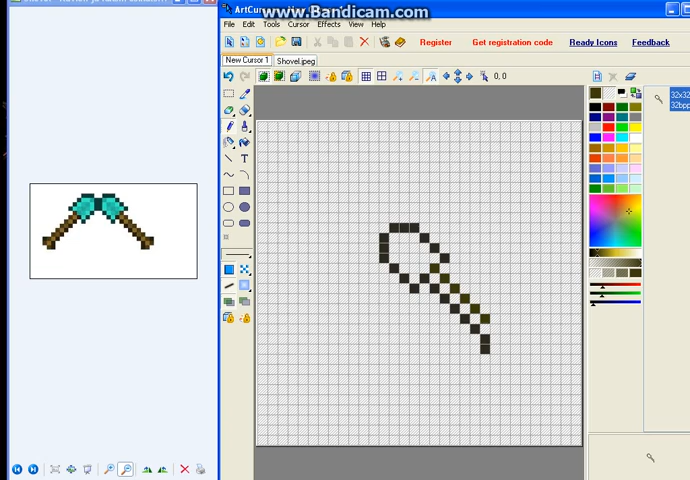 www.Bandicam.com
File Edit Tools Cursor Effects View Help
Register Get registration code Ready Icons Feedback
New Cursor 1 Shovel.jpeg
0, 0
32x32
32bpp